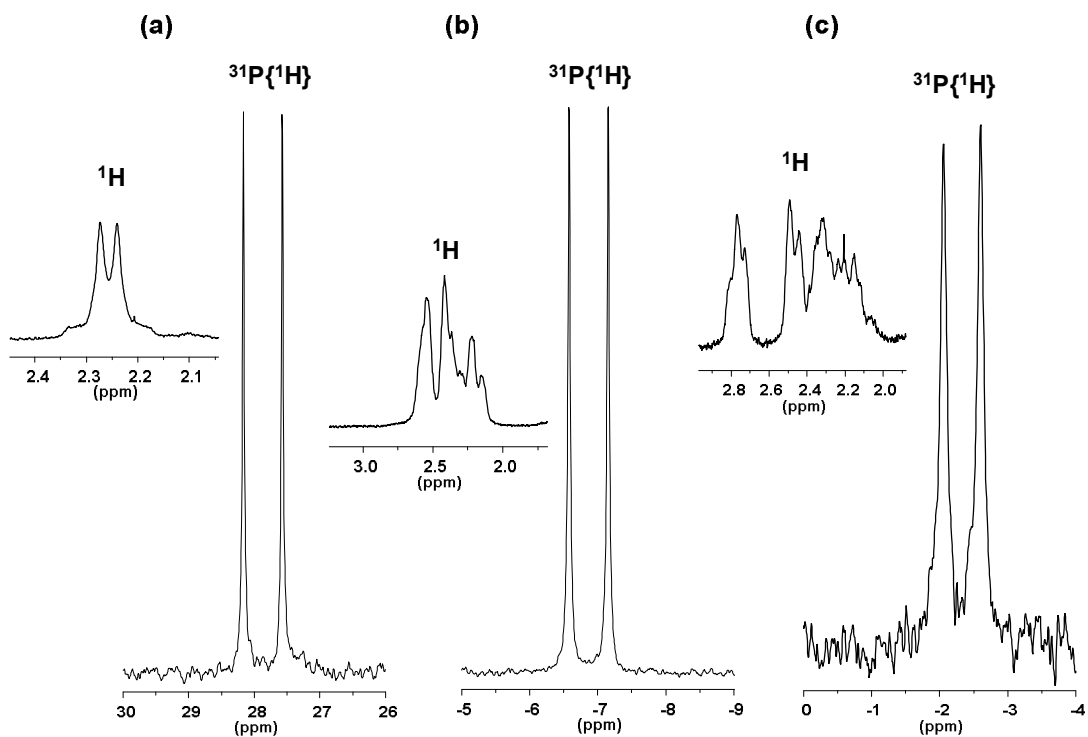 (a)
(b)
(c)
³¹P{¹H}
³¹P{¹H}
³¹P{¹H}
¹H
¹H
¹H
2.4 2.3 2.2 2.1
(ppm)
3.0 2.5 2.0
(ppm)
2.8 2.6 2.4 2.2 2.0
(ppm)
30 29 28 27 26
(ppm)
-5 -6 -7 -8 -9
(ppm)
0 -1 -2 -3 -4
(ppm)